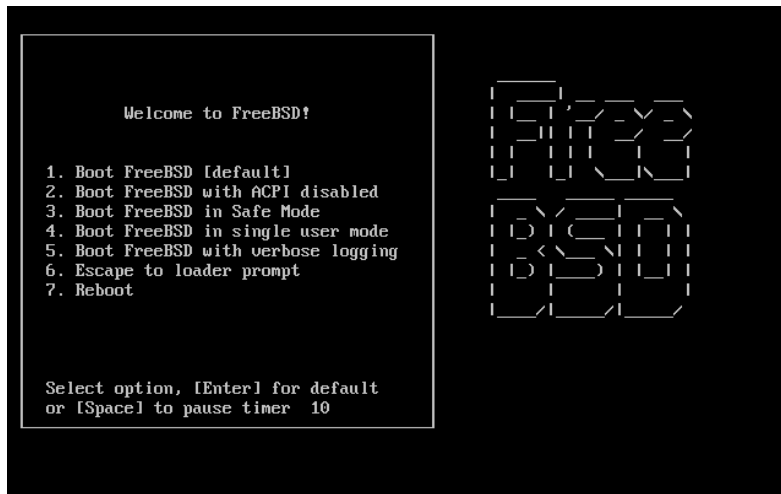 Welcome to FreeBSD!
1. Boot FreeBSD [default]
2. Boot FreeBSD with ACPI disabled
3. Boot FreeBSD in Safe Mode
4. Boot FreeBSD in single user mode
5. Boot FreeBSD with verbose logging
6. Escape to loader prompt
7. Reboot
Select option, [Enter] for default
or [Space] to pause timer  10
Free
BSD